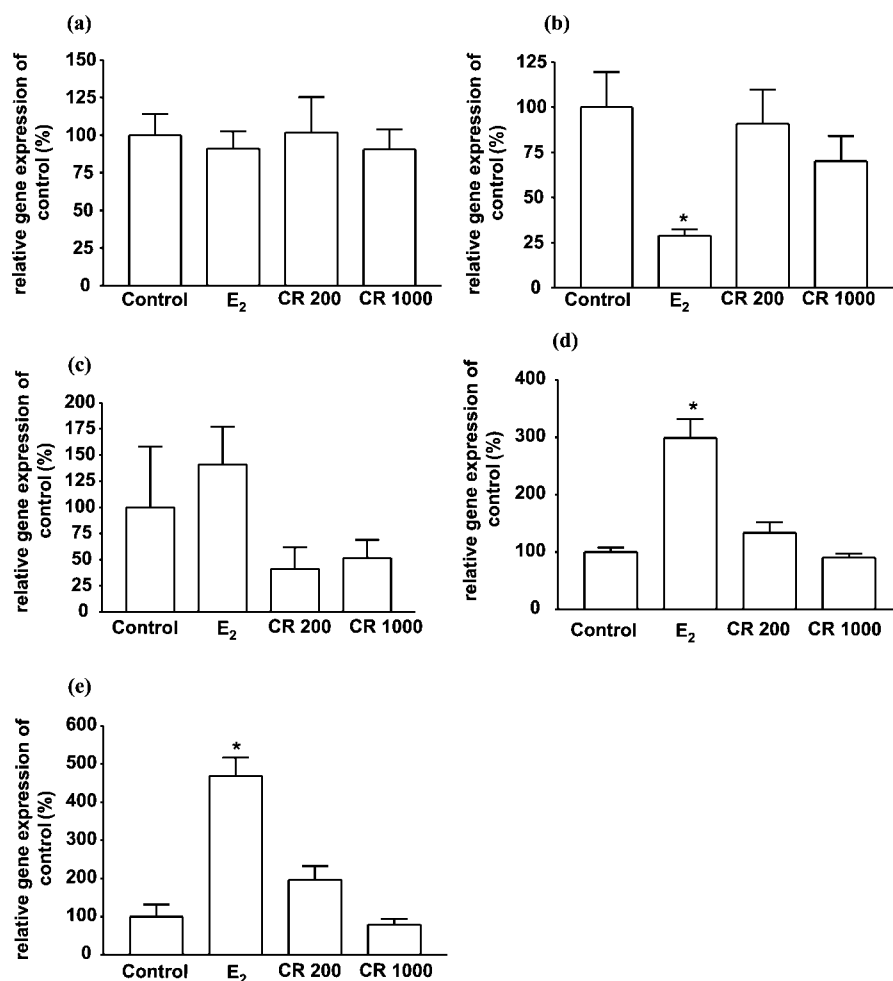 (a)
relative gene expression of
control (%)
150
125
100
75
50
25
0
Control E2 CR 200 CR 1000
(b)
relative gene expression of
control (%)
125
100
75
50
25
0
*
Control E2 CR 200 CR 1000
(c)
relative gene expression of
control (%)
200
175
150
125
100
75
50
25
0
Control E2 CR 200 CR 1000
(d)
relative gene expression of
control (%)
400
300
200
100
0
*
Control E2 CR 200 CR 1000
(e)
relative gene expression of
control (%)
600
500
400
300
200
100
0
*
Control E2 CR 200 CR 1000